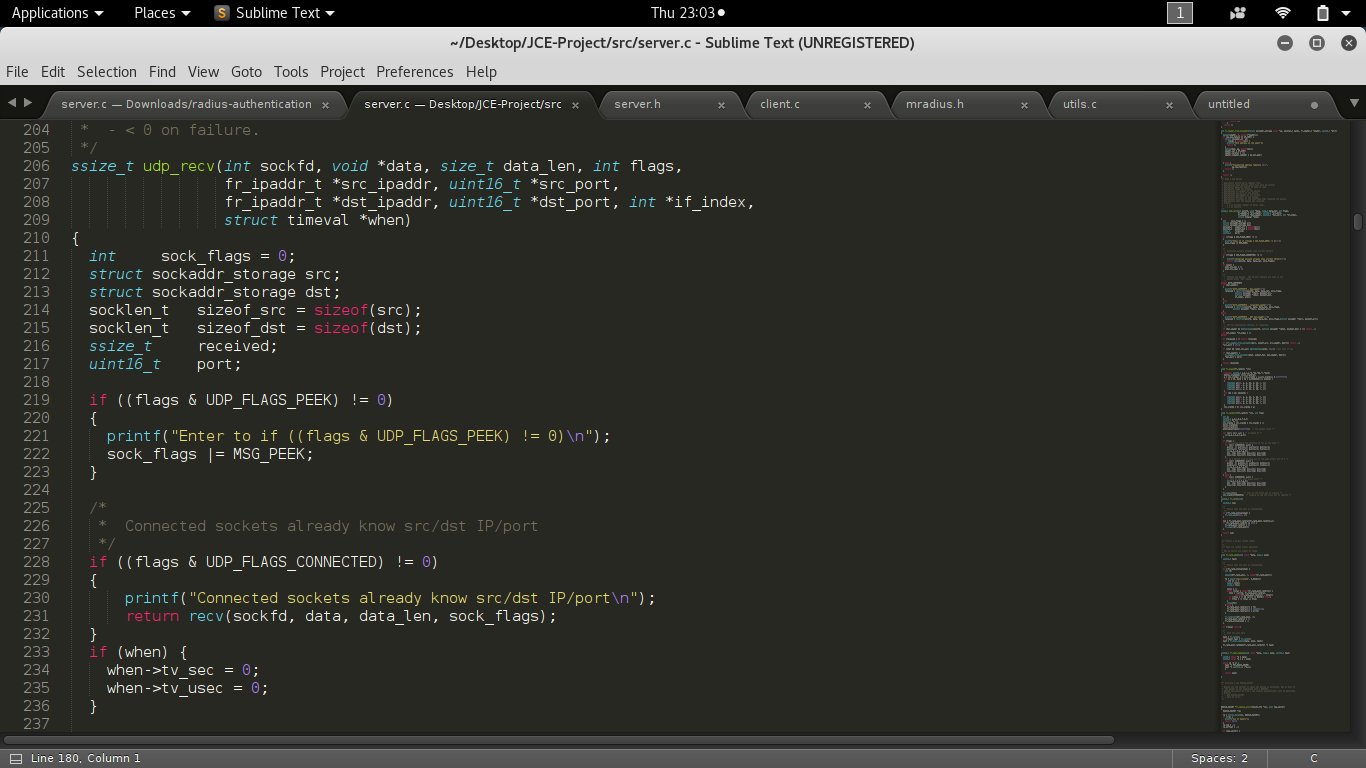 Applications Places Sublime Text Thu 23:03 1
~/Desktop/JCE-Project/src/server.c - Sublime Text (UNREGISTERED)
File Edit Selection Find View Goto Tools Project Preferences Help
server.c — Downloads/radius-authentication server.c — Desktop/JCE-Project/src server.h client.c mradius.h utils.c untitled
204 * - < 0 on failure.
205 */
206 ssize_t udp_recv(int sockfd, void *data, size_t data_len, int flags,
207 fr_ipaddr_t *src_ipaddr, uint16_t *src_port,
208 fr_ipaddr_t *dst_ipaddr, uint16_t *dst_port, int *if_index,
209 struct timeval *when)
210 {
211 int sock_flags = 0;
212 struct sockaddr_storage src;
213 struct sockaddr_storage dst;
214 socklen_t sizeof_src = sizeof(src);
215 socklen_t sizeof_dst = sizeof(dst);
216 ssize_t received;
217 uint16_t port;
218
219 if ((flags & UDP_FLAGS_PEEK) != 0)
220 {
221 printf("Enter to if ((flags & UDP_FLAGS_PEEK) != 0)\n");
222 sock_flags |= MSG_PEEK;
223 }
224
225 /*
226 * Connected sockets already know src/dst IP/port
227 */
228 if ((flags & UDP_FLAGS_CONNECTED) != 0)
229 {
230 printf("Connected sockets already know src/dst IP/port\n");
231 return recv(sockfd, data, data_len, sock_flags);
232 }
233 if (when) {
234 when->tv_sec = 0;
235 when->tv_usec = 0;
236 }
237
Line 180, Column 1 Spaces: 2 C